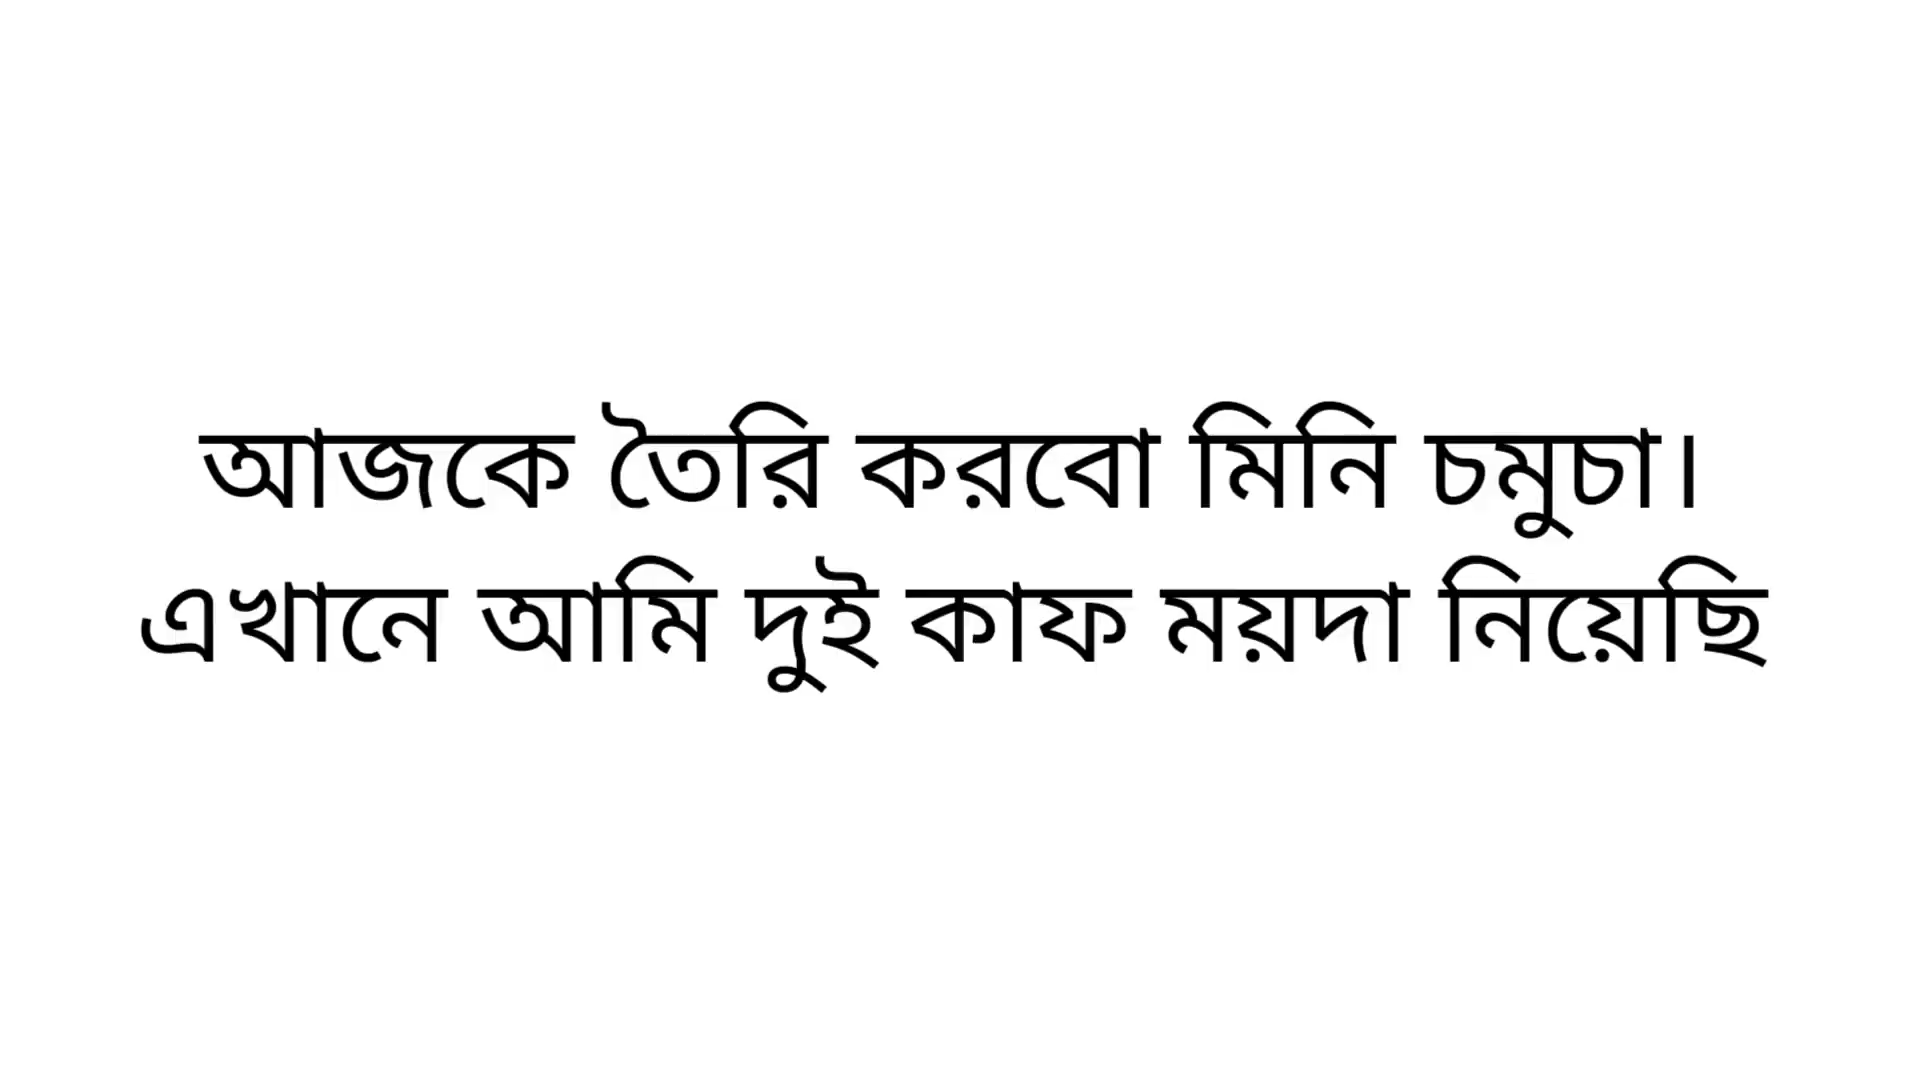 আজকে তৈরি করবো মিনি চমুচা।
এখানে আমি দুই কাফ ময়দা নিয়েছি